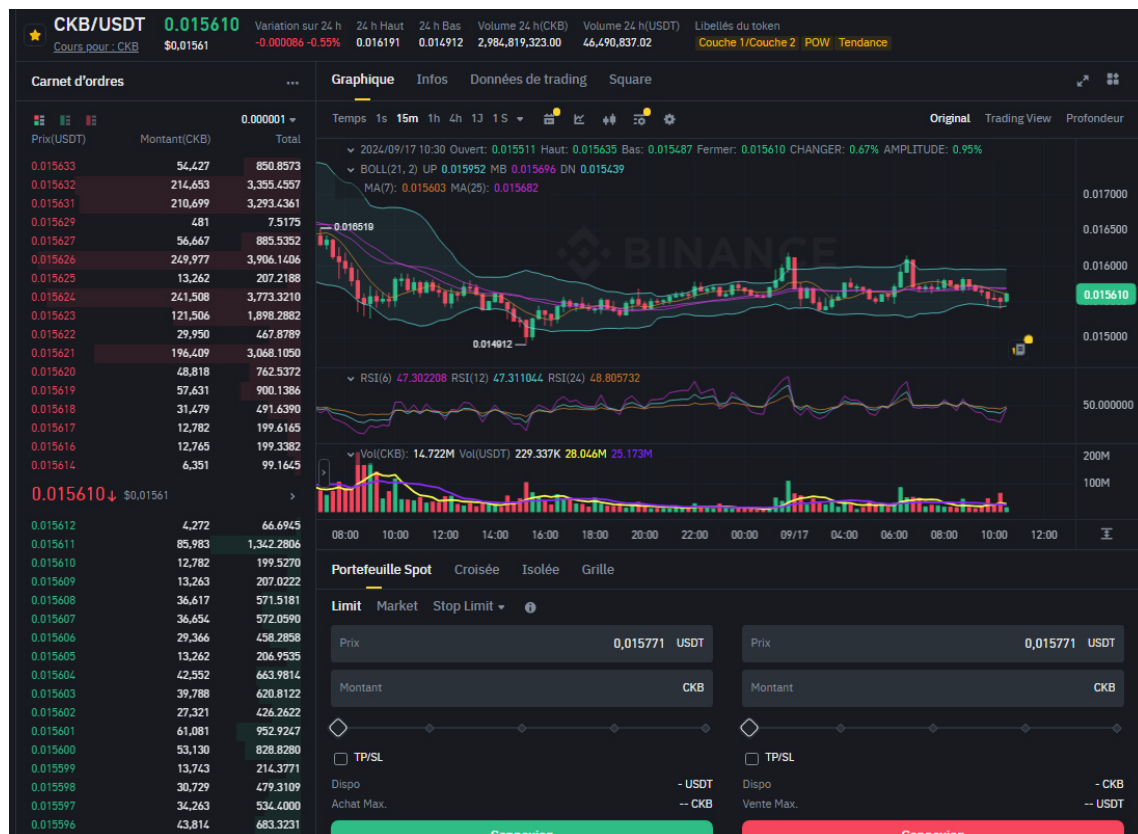 CKB/USDT
Cours pour : CKB
0.015610
$0,01561
Variation sur 24 h
-0.000086 -0.55%
24 h Haut
0.016191
24 h Bas
0.014912
Volume 24 h(CKB)
2,984,819,323.00
Volume 24 h(USDT)
46,490,837.02
Libellés du token
Couche 1/Couche 2 POW Tendance
Carnet d'ordres
0.000001
Prix(USDT) Montant(CKB) Total
0.015633 54,427 850.8573
0.015632 214,653 3,355.4557
0.015631 210,699 3,293.4361
0.015629 481 7.5175
0.015627 56,667 885.5352
0.015626 249,977 3,906.1406
0.015625 13,262 207.2188
0.015624 241,508 3,773.3210
0.015623 121,506 1,898.2882
0.015622 29,950 467.8789
0.015621 196,409 3,068.1050
0.015620 48,818 762.5372
0.015619 57,631 900.1386
0.015618 31,479 491.6390
0.015617 12,782 199.6165
0.015616 12,765 199.3382
0.015614 6,351 99.1645
0.015610↓ $0,01561
0.015612 4,272 66.6945
0.015611 85,983 1,342.2806
0.015610 12,782 199.5270
0.015609 13,263 207.0222
0.015608 36,617 571.5181
0.015607 36,654 572.0590
0.015606 29,366 458.2858
0.015605 13,262 206.9535
0.015604 42,552 663.9814
0.015603 39,788 620.8122
0.015602 27,321 426.2622
0.015601 61,081 952.9247
0.015600 53,130 828.8280
0.015599 13,743 214.3771
0.015598 30,729 479.3109
0.015597 34,263 534.4000
0.015596 43,814 683.3231
Graphique Infos Données de trading Square
Temps 1s 15m 1h 4h 1J 1S
Original Trading View Profondeur
2024/09/17 10:30 Ouvert: 0.015511 Haut: 0.015635 Bas: 0.015487 Fermer: 0.015610 CHANGER: 0.67% AMPLITUDE: 0.95%
BOLL(21, 2) UP 0.015952 MB 0.015696 DN 0.015439
MA(7): 0.015603 MA(25): 0.015682
0.017000
0.016519
0.016500
BINANCE
0.016000
0.015610
0.015000
0.014912
RSI(6) 47.302208 RSI(12) 47.311044 RSI(24) 48.805732
50.000000
Vol(CKB): 14.722M Vol(USDT) 229.337K 28.046M 25.173M
200M
100M
08:00 10:00 12:00 14:00 16:00 18:00 20:00 22:00 00:00 09/17 04:00 06:00 08:00 10:00 12:00
Portefeuille Spot Croisée Isolée Grille
Limit Market Stop Limit
Prix 0,015771 USDT
Montant CKB
TP/SL
Dispo - USDT
Achat Max. -- CKB
Connexion
Prix 0,015771 USDT
Montant CKB
TP/SL
Dispo - CKB
Vente Max. -- USDT
Connexion